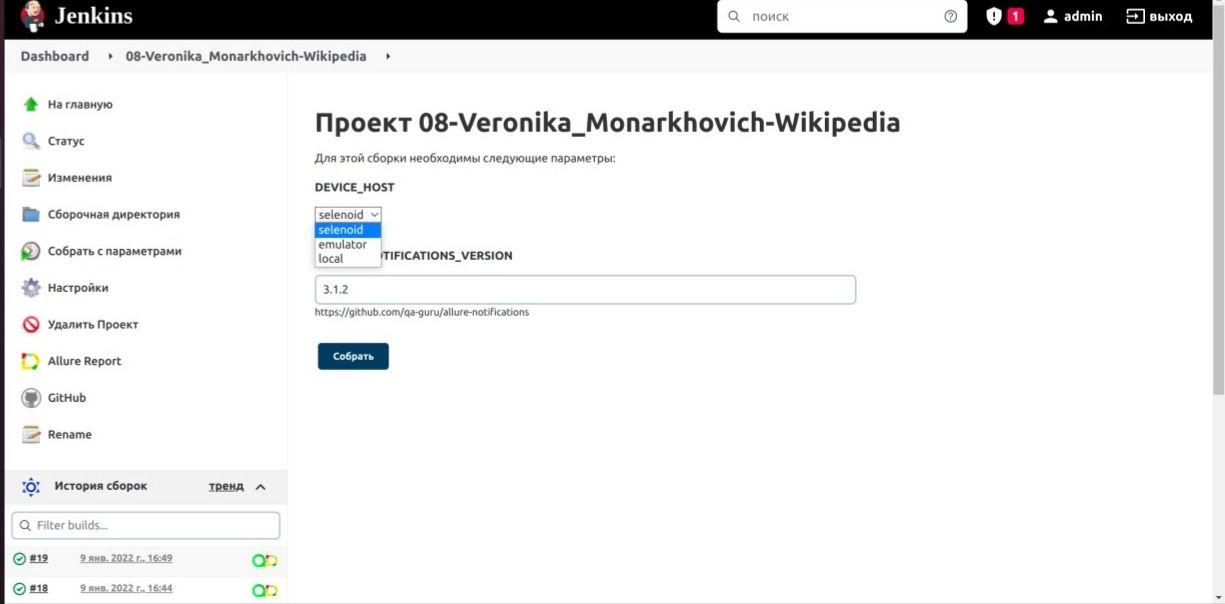 Jenkins
поиск
1
admin
выход
Dashboard
08-Veronika_Monarkhovich-Wikipedia
На главную
Статус
Изменения
Сборочная директория
Собрать с параметрами
Настройки
Удалить Проект
Allure Report
GitHub
Rename
История сборок
тренд
Filter builds...
#19 9 янв. 2022 г., 16:49
#18 9 янв. 2022 г., 16:44
Проект 08-Veronika_Monarkhovich-Wikipedia
Для этой сборки необходимы следующие параметры:
DEVICE_HOST
selenoid
selenoid
emulator
local
TIFICATIONS_VERSION
3.1.2
https://github.com/qa-guru/allure-notifications
Собрать